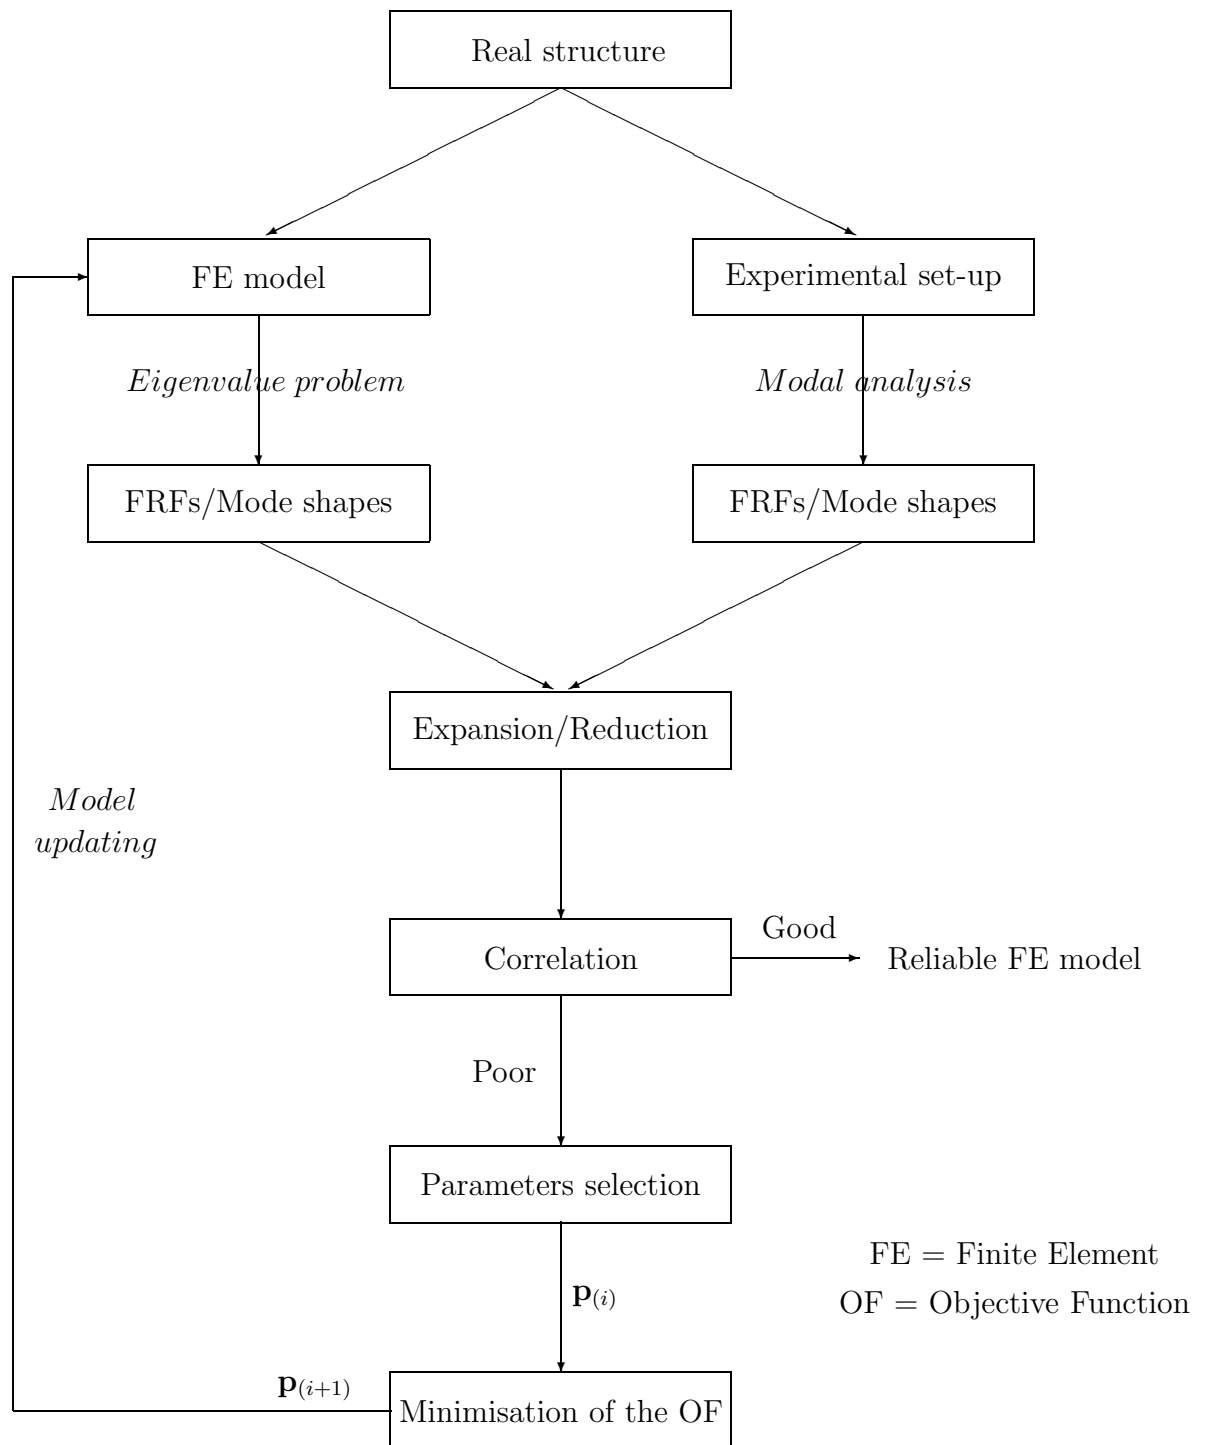 Real structure
FE model
Experimental set-up
Eigenvalue problem
Modal analysis
FRFs/Mode shapes
FRFs/Mode shapes
Expansion/Reduction
Model
updating
Good
Correlation
Reliable FE model
Poor
Parameters selection
FE = Finite Element
p(i)
OF = Objective Function
p(i+1)
Minimisation of the OF